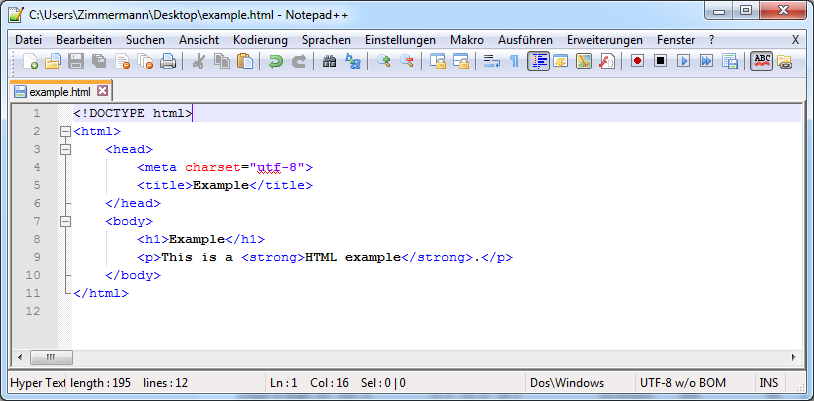 C:\Users\Zimmermann\Desktop\example.html - Notepad++
Datei Bearbeiten Suchen Ansicht Kodierung Sprachen Einstellungen Makro Ausführen Erweiterungen Fenster ? X
ABC
example.html
1 <!DOCTYPE html>
2 <html>
3 <head>
4 <meta charset="utf-8">
5 <title>Example</title>
6 </head>
7 <body>
8 <h1>Example</h1>
9 <p>This is a <strong>HTML example</strong>.</p>
10 </body>
11 </html>
12
Hyper Text length : 195 lines : 12 Ln : 1 Col : 16 Sel : 0 | 0 Dos\Windows UTF-8 w/o BOM INS